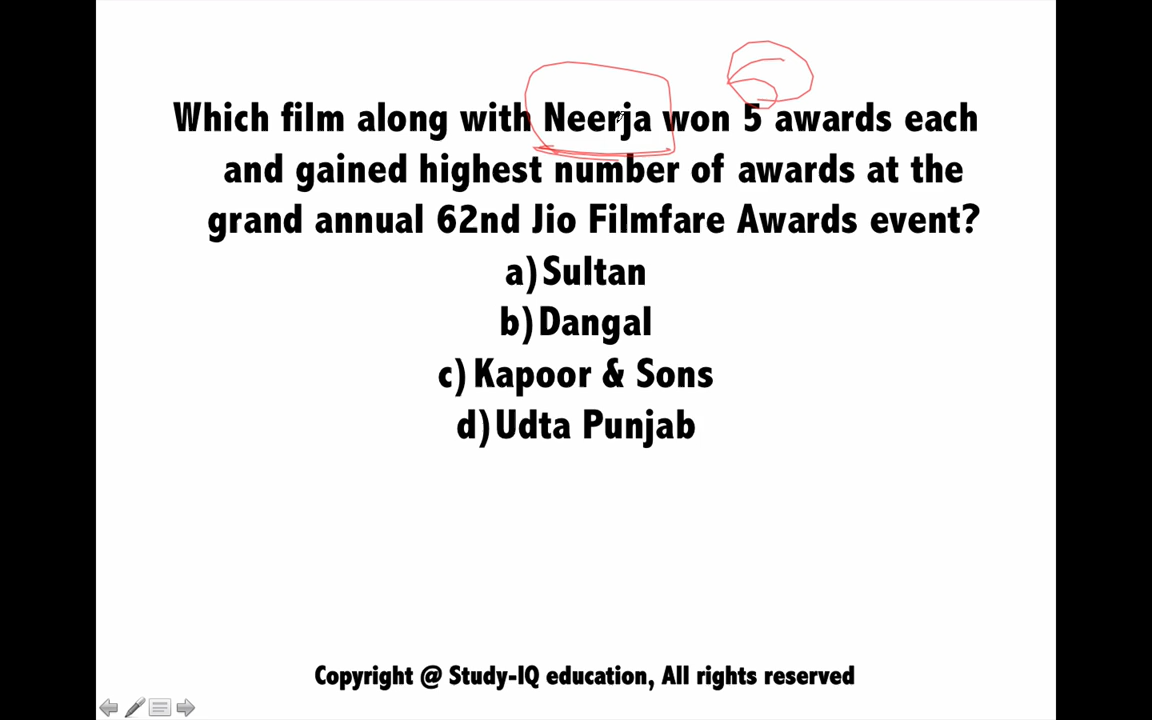 Which film along with Neerja won 5 awards each
and gained highest number of awards at the
grand annual 62nd Jio Filmfare Awards event?
a) Sultan
b) Dangal
c) Kapoor & Sons
d) Udta Punjab
Copyright @ Study-IQ education, All rights reserved